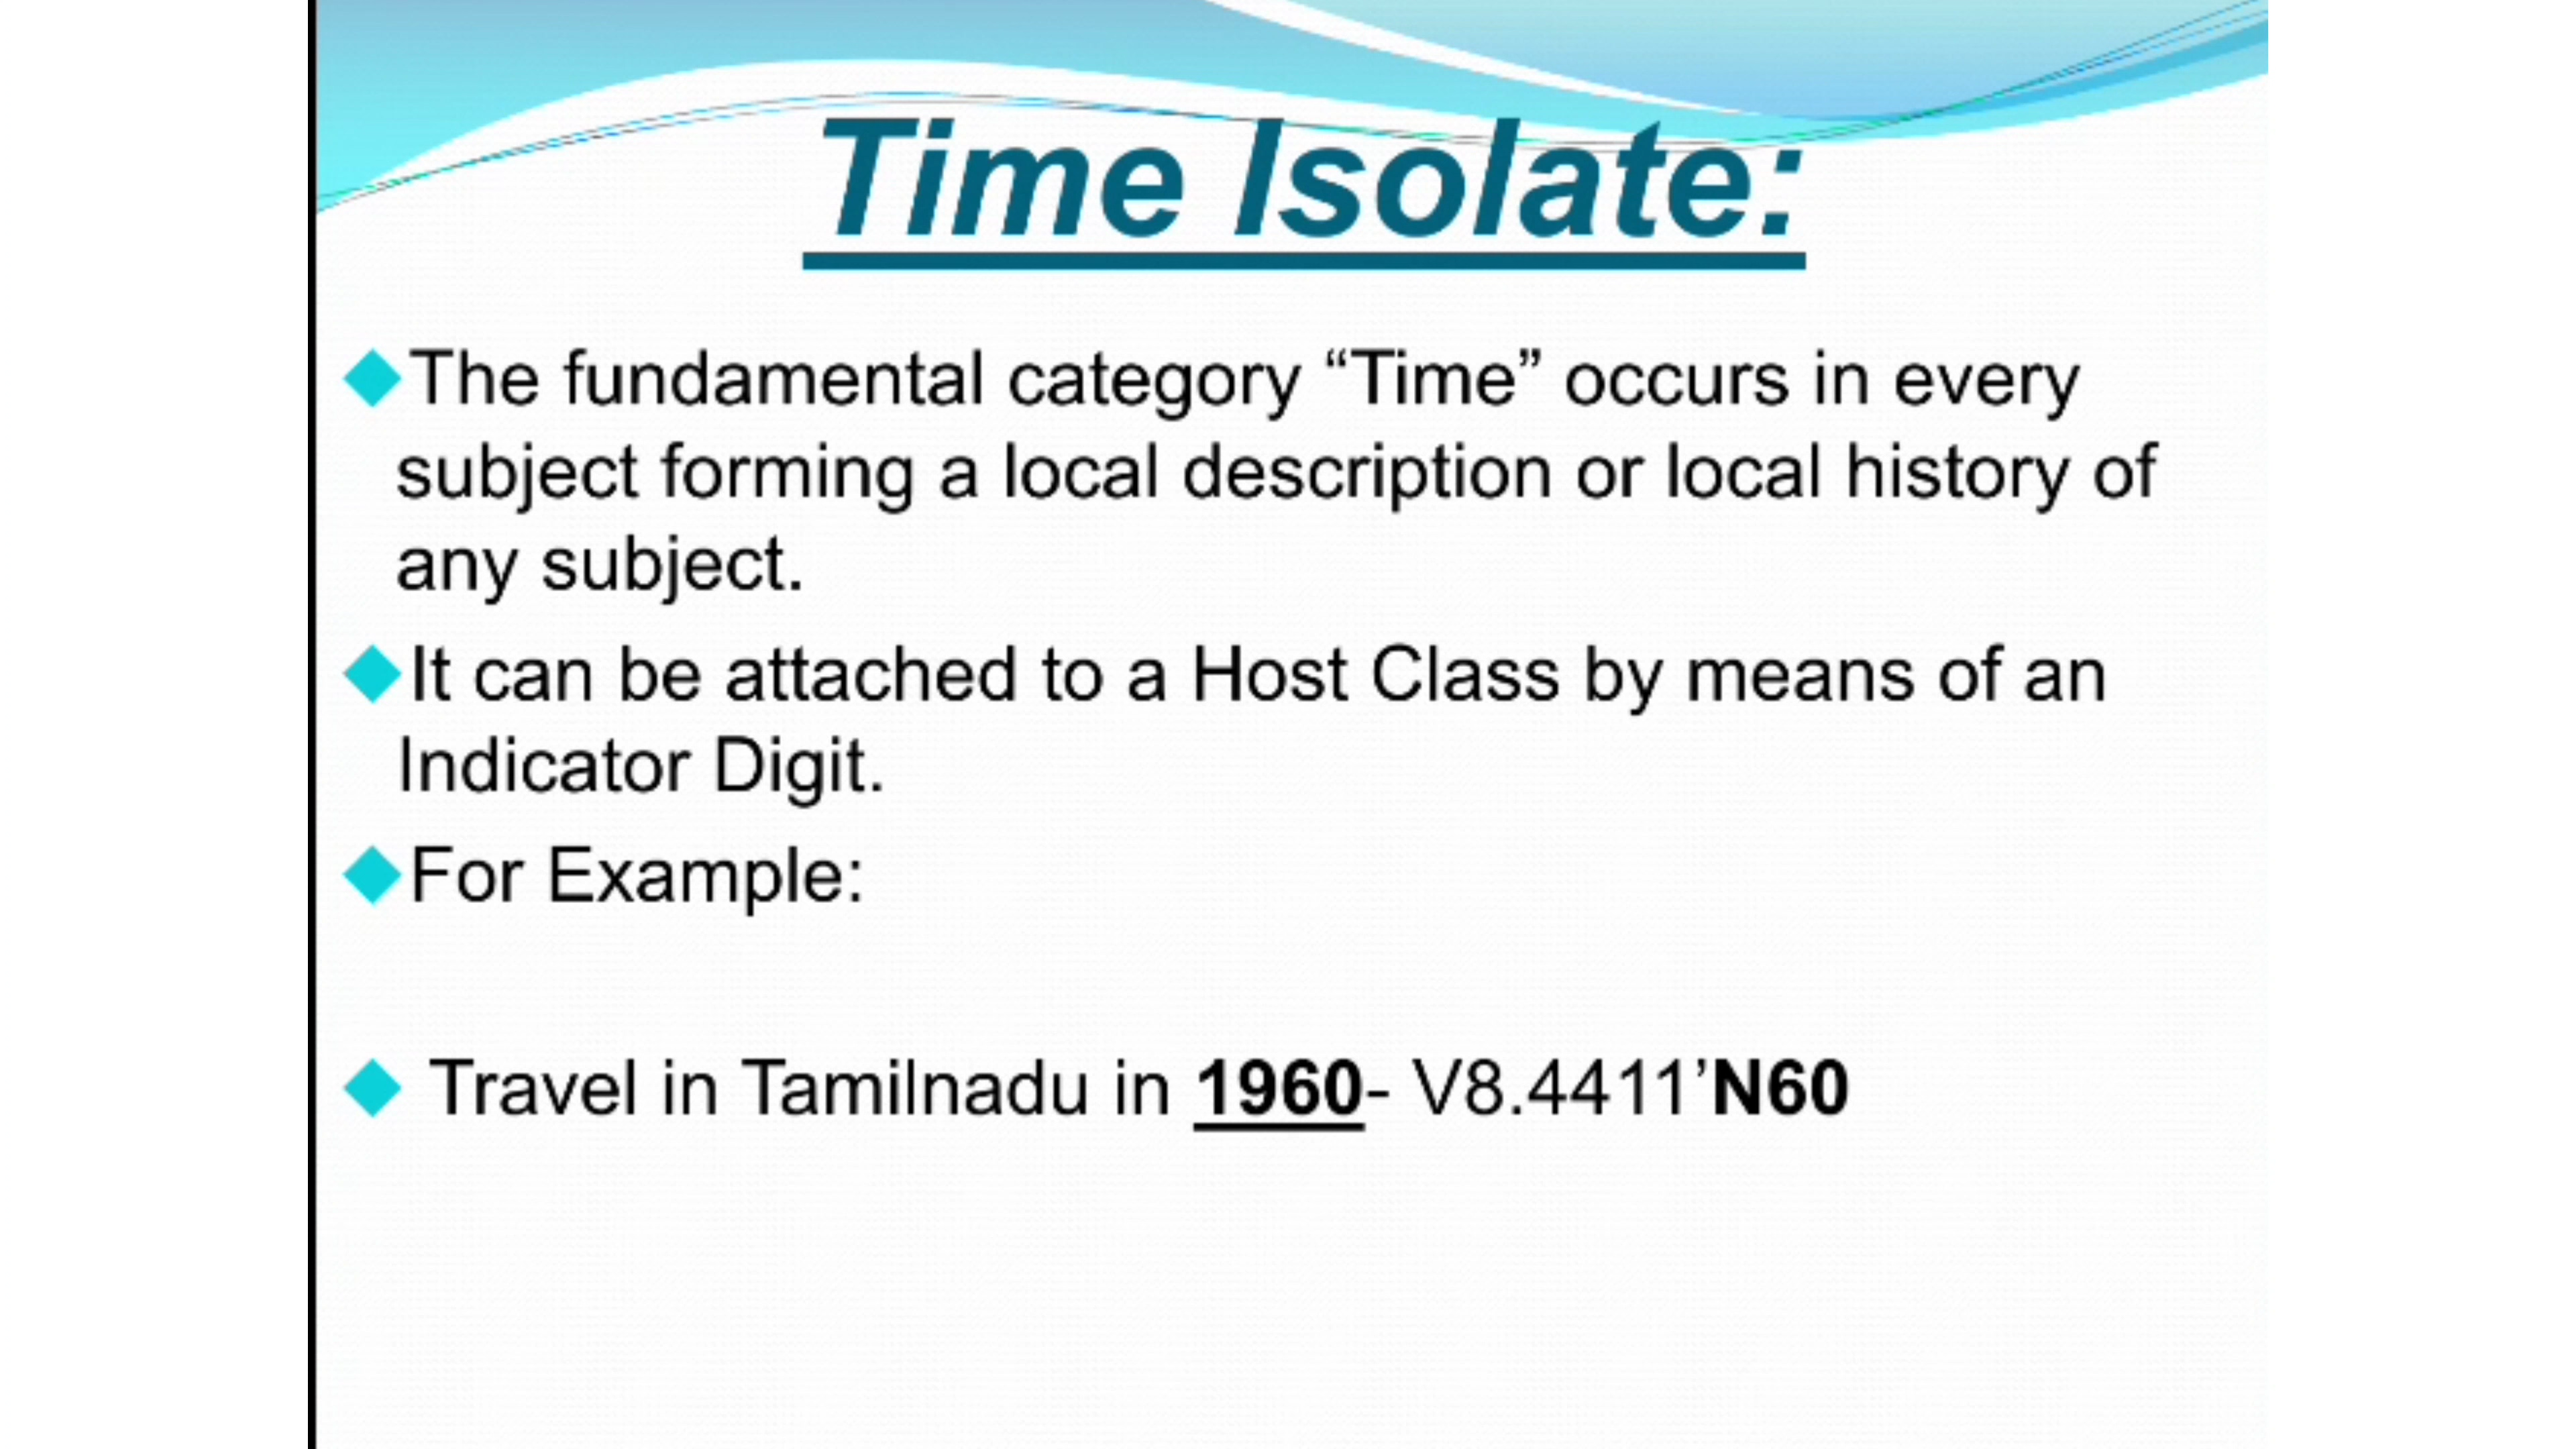 Time Isolate:
The fundamental category “Time” occurs in every
subject forming a local description or local history of
any subject.
It can be attached to a Host Class by means of an
Indicator Digit.
For Example:
Travel in Tamilnadu in 1960- V8.4411’N60